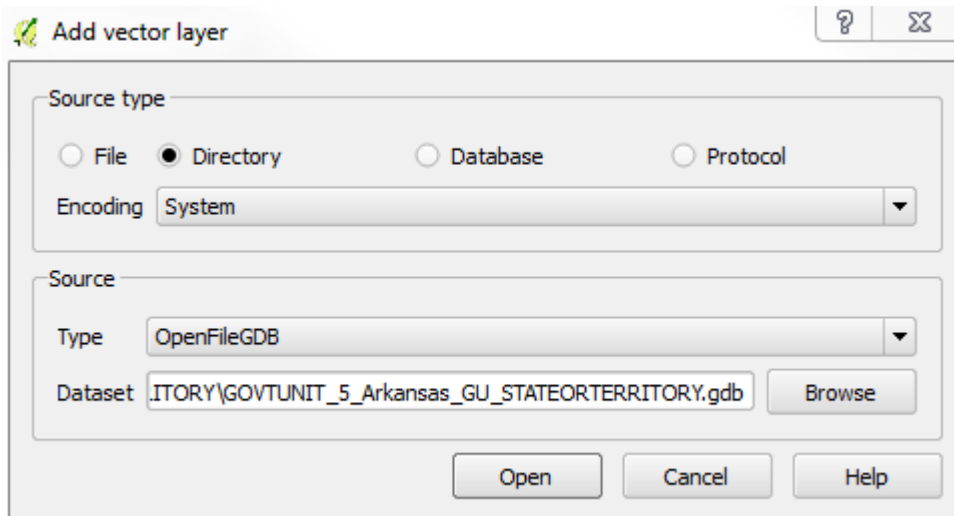 Add vector layer
Source type
File Directory Database Protocol
Encoding System
Source
Type OpenFileGDB
Dataset .ITORY\GOVTUNIT_5_Arkansas_GU_STATEORTERRITORY.gdb Browse
Open Cancel Help